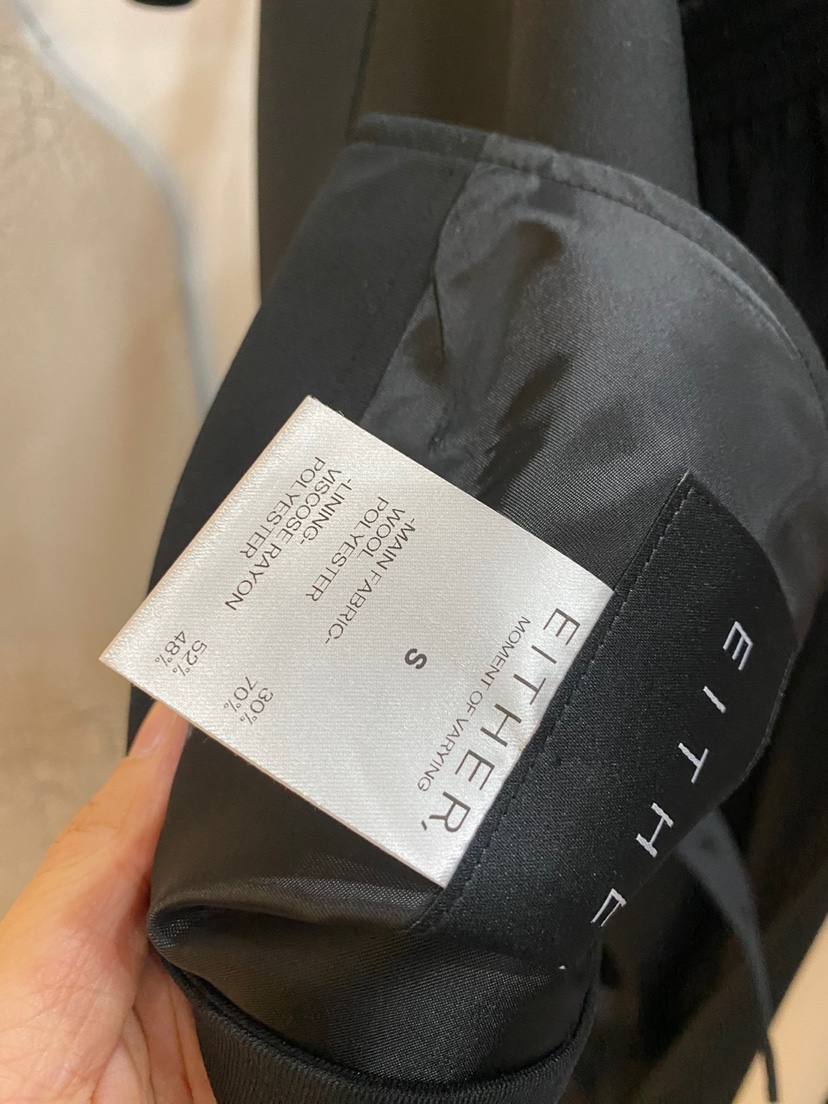 EITHER,
MOMENT OF VARYING
S
-MAIN FABRIC-
WOOL 30%
POLYESTER 70%
-LINING-
VISCOSE RAYON 52%
POLYESTER 48%
EITHE